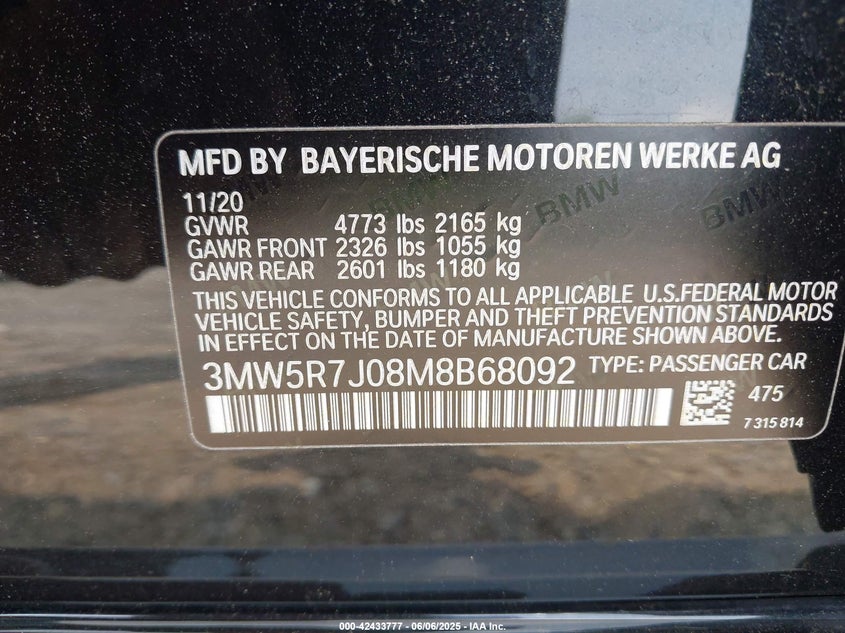 MFD BY BAYERISCHE MOTOREN WERKE AG
11/20
GVWR 4773 lbs 2165 kg
GAWR FRONT 2326 lbs 1055 kg
GAWR REAR 2601 lbs 1180 kg
THIS VEHICLE CONFORMS TO ALL APPLICABLE U.S.FEDERAL MOTOR
VEHICLE SAFETY, BUMPER AND THEFT PREVENTION STANDARDS
IN EFFECT ON THE DATE OF MANUFACTURE SHOWN ABOVE.
3MW5R7J08M8B68092 TYPE: PASSENGER CAR
475
7 315 814
BMW
BMW
BMW
000-42433777 - 06/06/2025 - IAA Inc.